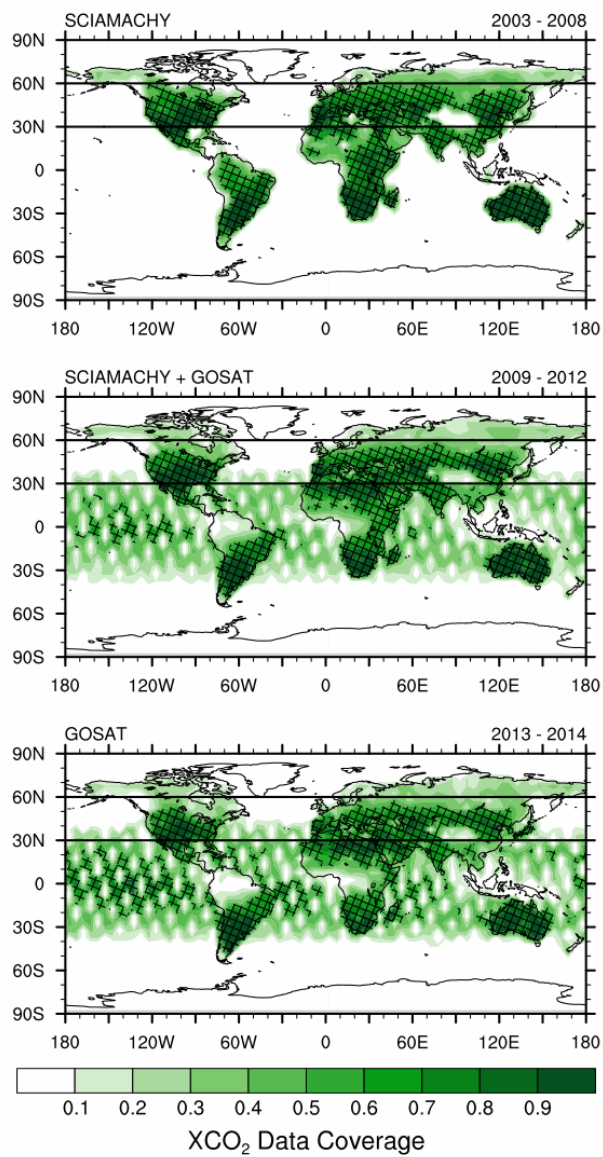 SCIAMACHY 2003 - 2008
90N
60N
30N
0
30S
60S
90S
180 120W 60W 0 60E 120E 180
SCIAMACHY + GOSAT 2009 - 2012
90N
60N
30N
0
30S
60S
90S
180 120W 60W 0 60E 120E 180
GOSAT 2013 - 2014
90N
60N
30N
0
30S
60S
90S
180 120W 60W 0 60E 120E 180
0.1 0.2 0.3 0.4 0.5 0.6 0.7 0.8 0.9
XCO₂ Data Coverage